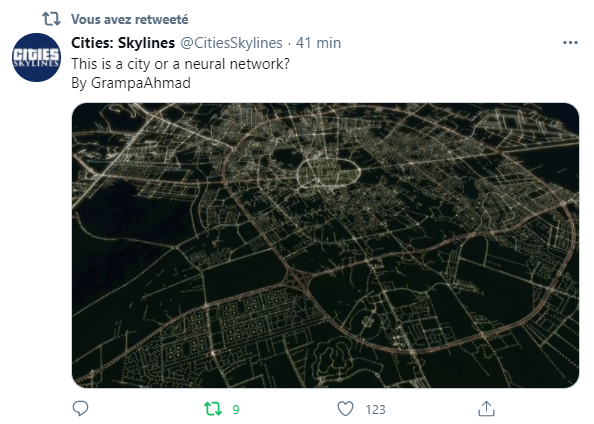 Vous avez retweeté
CITIES
SKYLINES
Cities: Skylines @CitiesSkylines · 41 min
This is a city or a neural network?
By GrampaAhmad
9
123